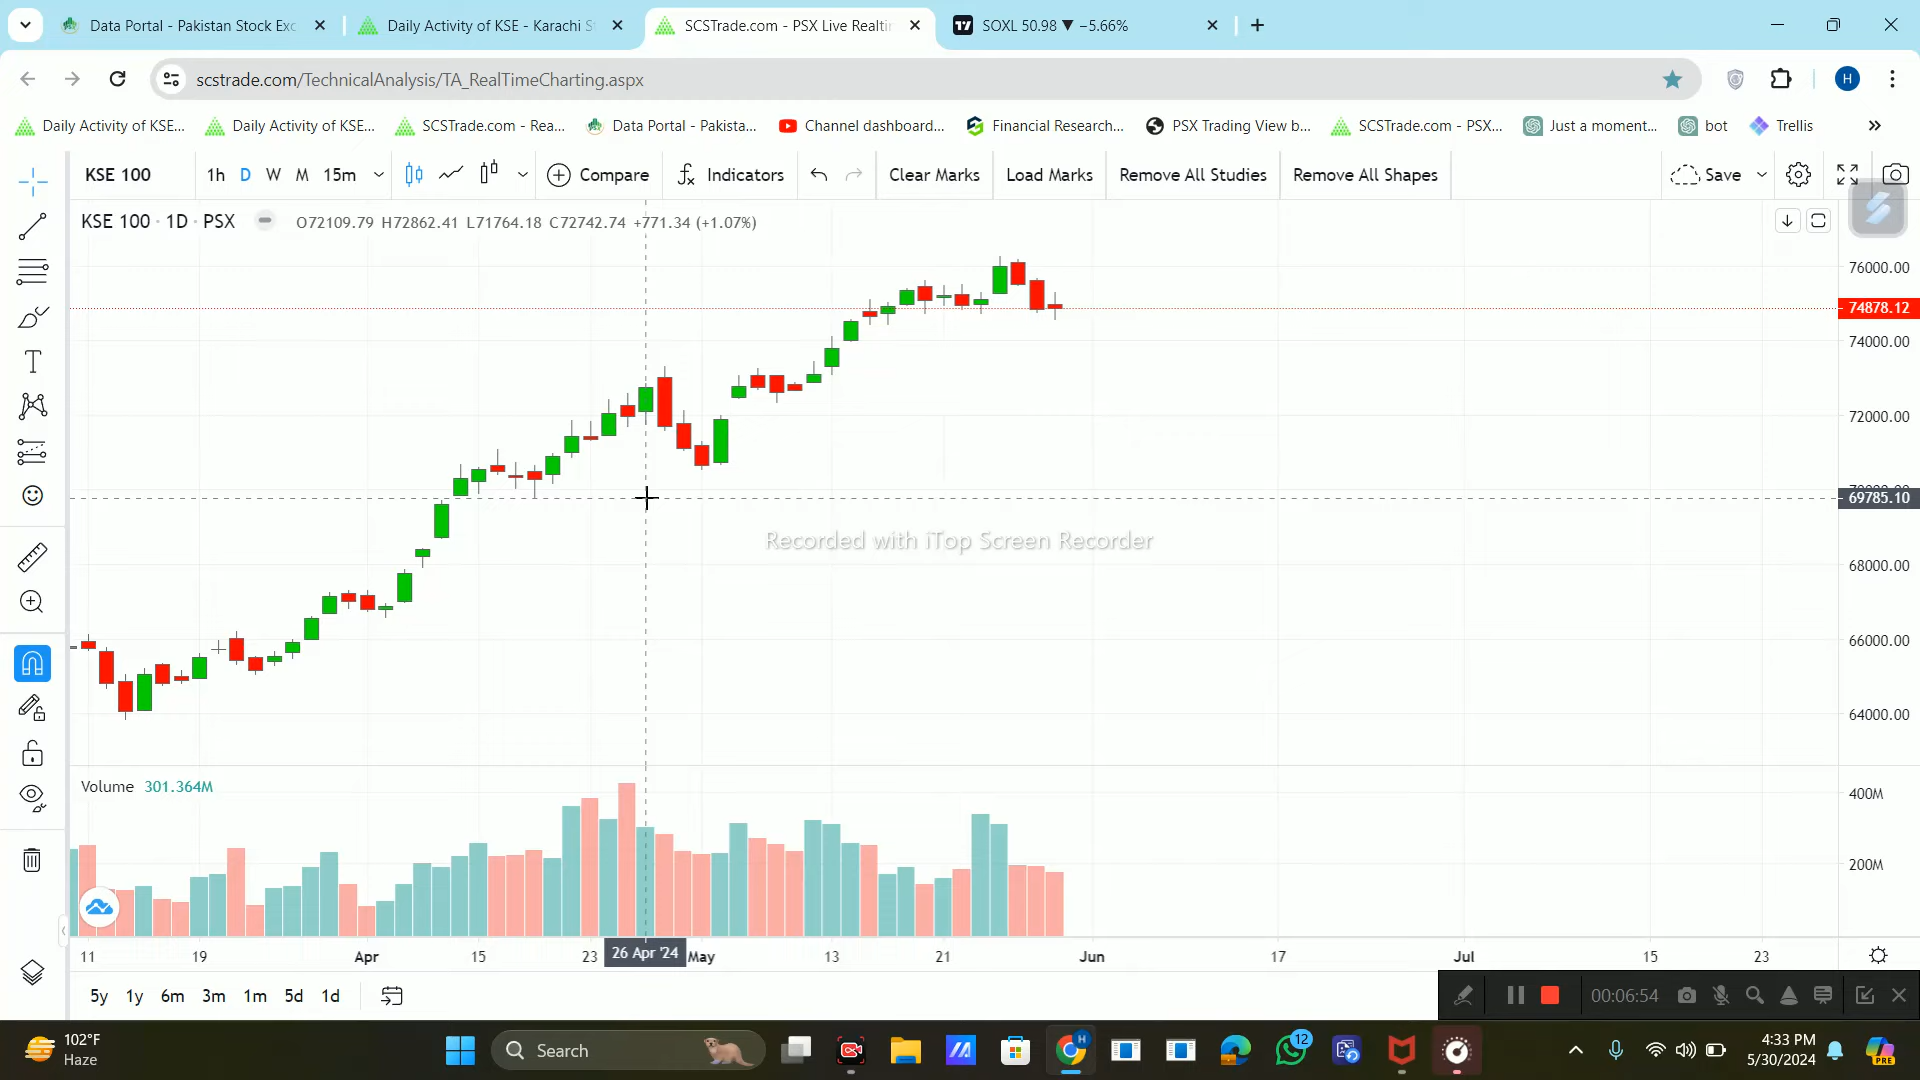 Data Portal - Pakistan Stock Exc
Daily Activity of KSE - Karachi S
SCSTrade.com - PSX Live Realti
SOXL 50.98 ▼ −5.66%
scstrade.com/TechnicalAnalysis/TA_RealTimeCharting.aspx
H
Daily Activity of KSE...
Daily Activity of KSE...
SCSTrade.com - Rea...
Data Portal - Pakista...
Channel dashboard...
Financial Research...
PSX Trading View b...
SCSTrade.com - PSX...
Just a moment...
bot
Trellis
KSE 100
1h D W M 15m
Compare
Indicators
Clear Marks
Load Marks
Remove All Studies
Remove All Shapes
Save
KSE 100 · 1D · PSX
O72109.79 H72862.41 L71764.18 C72742.74 +771.34 (+1.07%)
76000.00
74878.12
74000.00
72000.00
69785.10
68000.00
66000.00
64000.00
Recorded with iTop Screen Recorder
Volume 301.364M
400M
200M
11 19 Apr 15 23 26 Apr '24 May 13 21 Jun 17 Jul 15 23
5y 1y 6m 3m 1m 5d 1d
00:06:54
102°F
Haze
Search
H
12
4:33 PM
5/30/2024
PRE